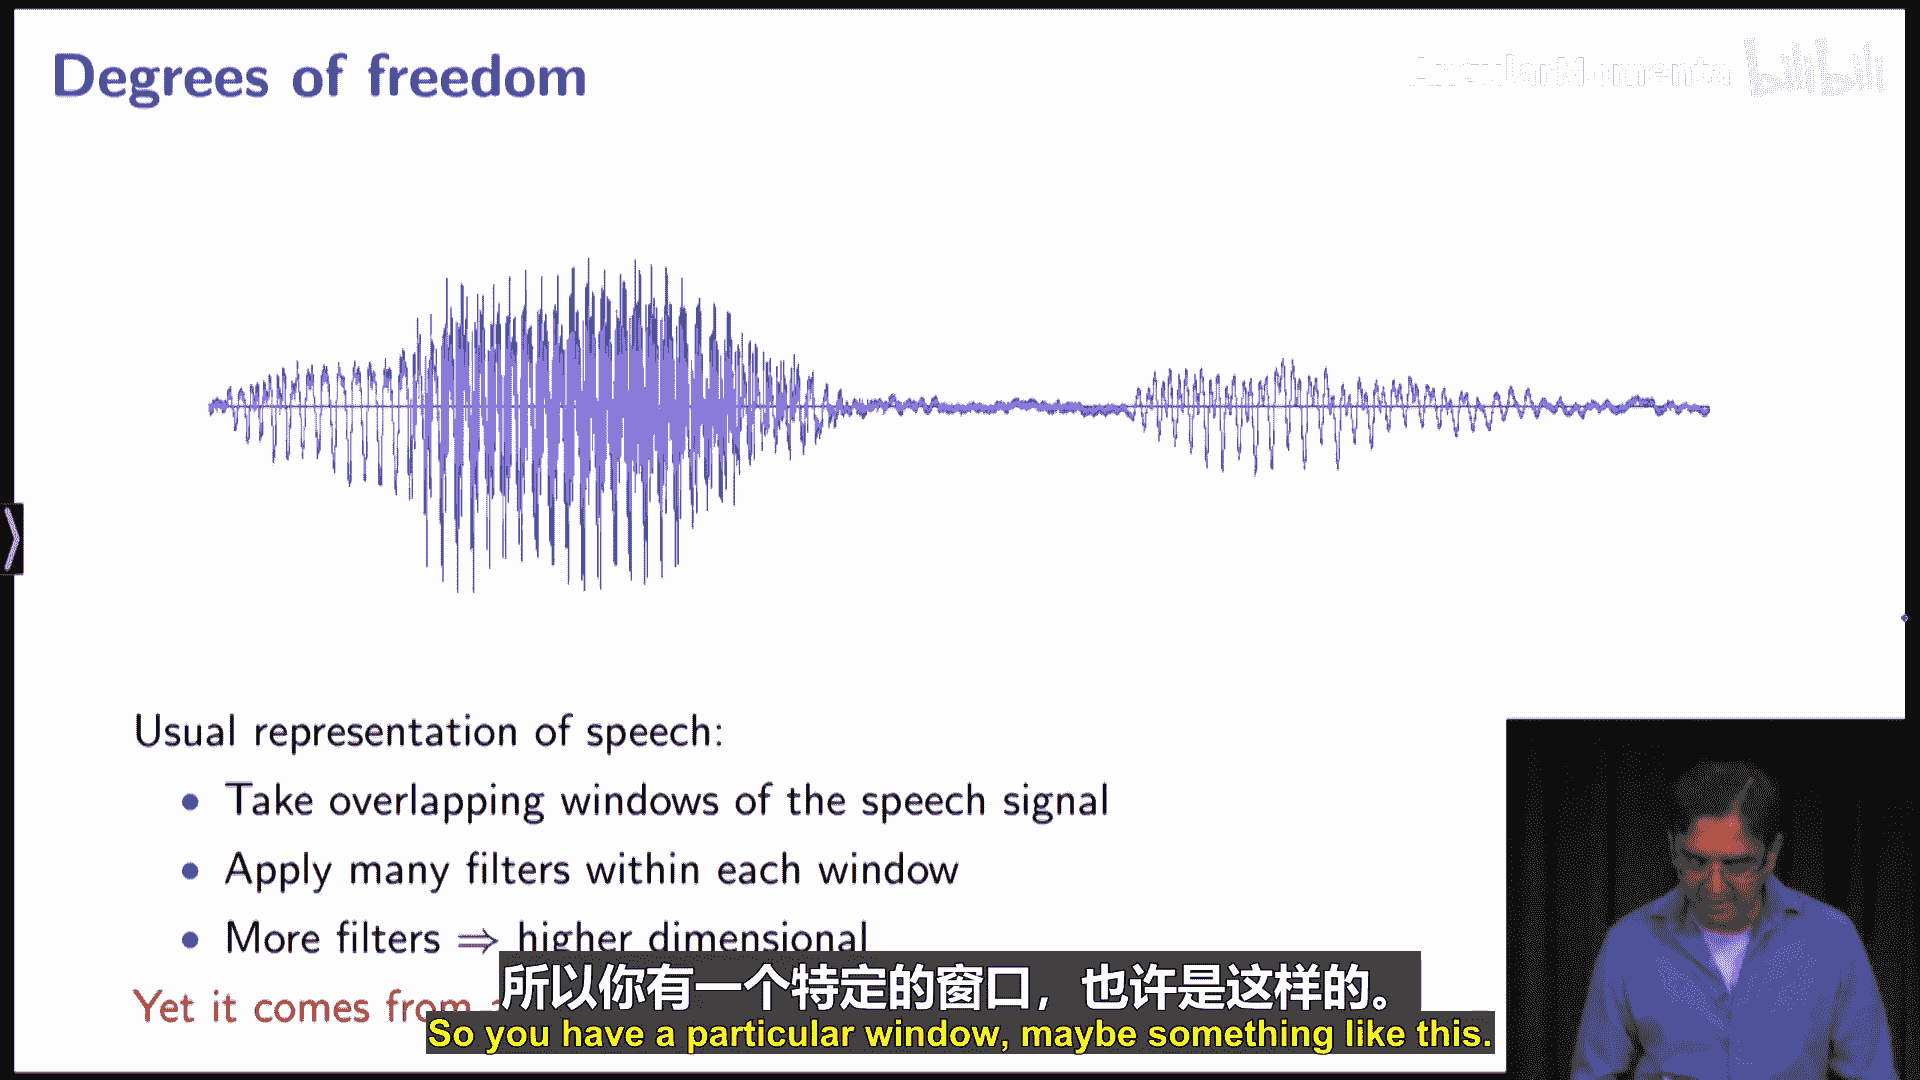 Degrees of freedom
bilibili
Usual representation of speech:
• Take overlapping windows of the speech signal
• Apply many filters within each window
• More filters ⇒ higher dimensional
Yet it comes from
所以你有一个特定的窗口，也许是这样的。
So you have a particular window, maybe something like this.